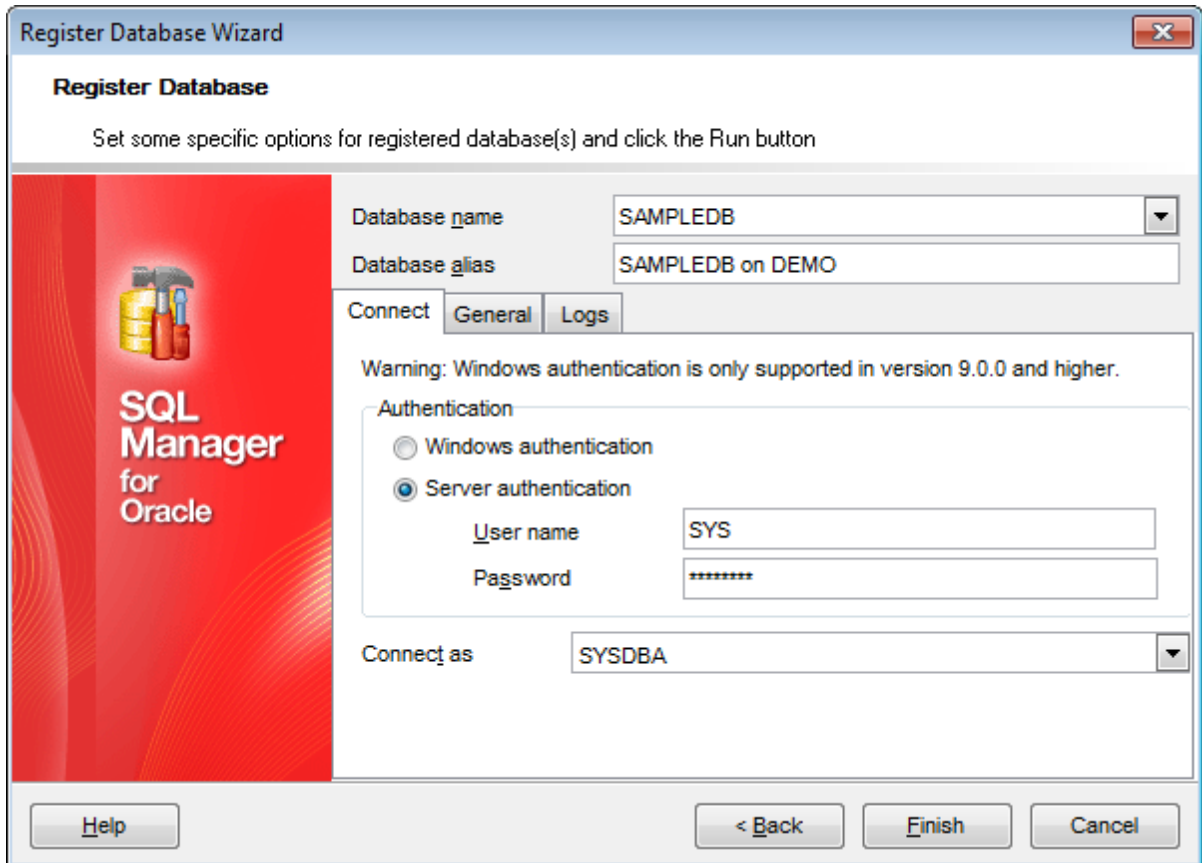 Register Database Wizard
Register Database
Set some specific options for registered database(s) and click the Run button
Database name
SAMPLEDB
Database alias
SAMPLEDB on DEMO
Connect
General
Logs
Warning: Windows authentication is only supported in version 9.0.0 and higher.
Authentication
Windows authentication
Server authentication
User name
SYS
Password
********
Connect as
SYSDBA
SQL
Manager
for
Oracle
Help
< Back
Finish
Cancel